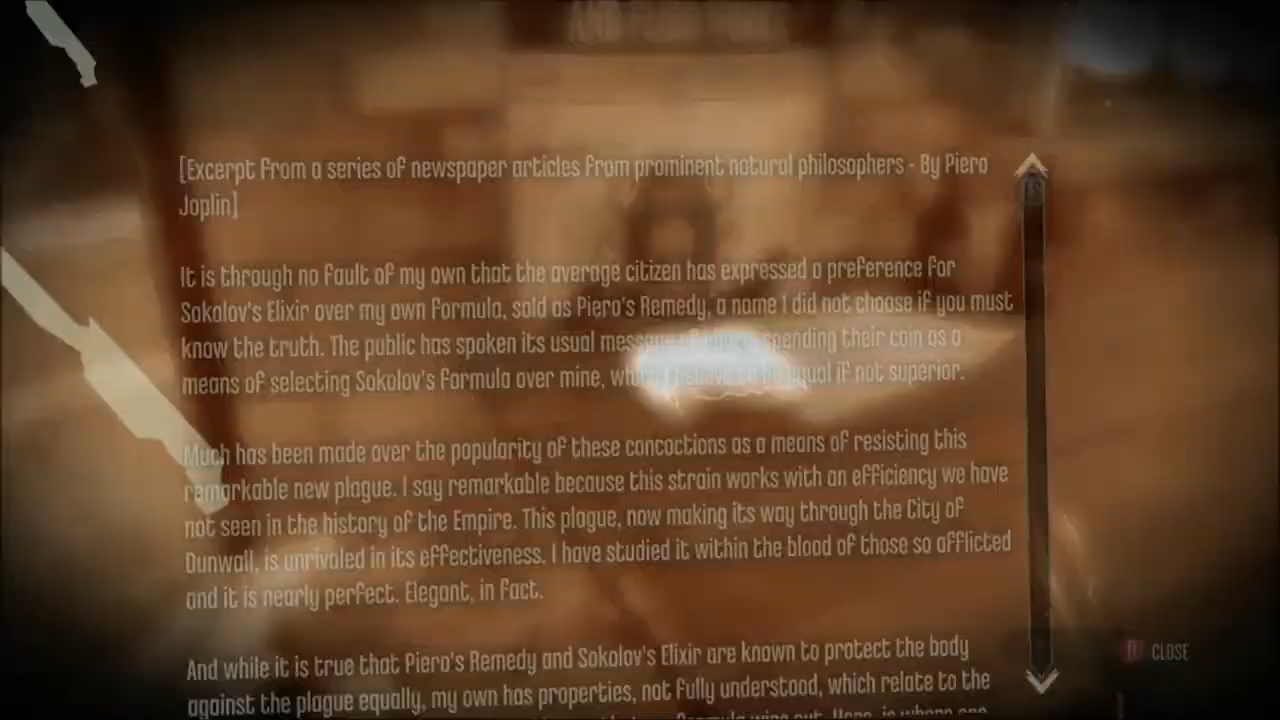 [Excerpt from a series of newspaper articles from prominent natural philosophers - By Piero
Joplin]
It is through no fault of my own that the average citizen has expressed a preference for
Sokolov's Elixir over my own formula, sold as Piero's Remedy, a name I did not choose if you must
know the truth. The public has spoken its usual spending their coin as a
means of selecting Sokolov's formula over mine, equal if not superior.
Much has been made over the popularity of these concoctions as a means of resisting this
remarkable new plague. I say remarkable because this strain works with an efficiency we have
not seen in the history of the Empire. This plague, now making its way through the City of
Dunwall, is unrivaled in its effectiveness. I have studied it within the blood of those so afflicted
and it is nearly perfect. Elegant, in fact.
And while it is true that Piero's Remedy and Sokolov's Elixir are known to protect the body
against the plague equally, my own has properties, not fully understood, which relate to the
CLOSE